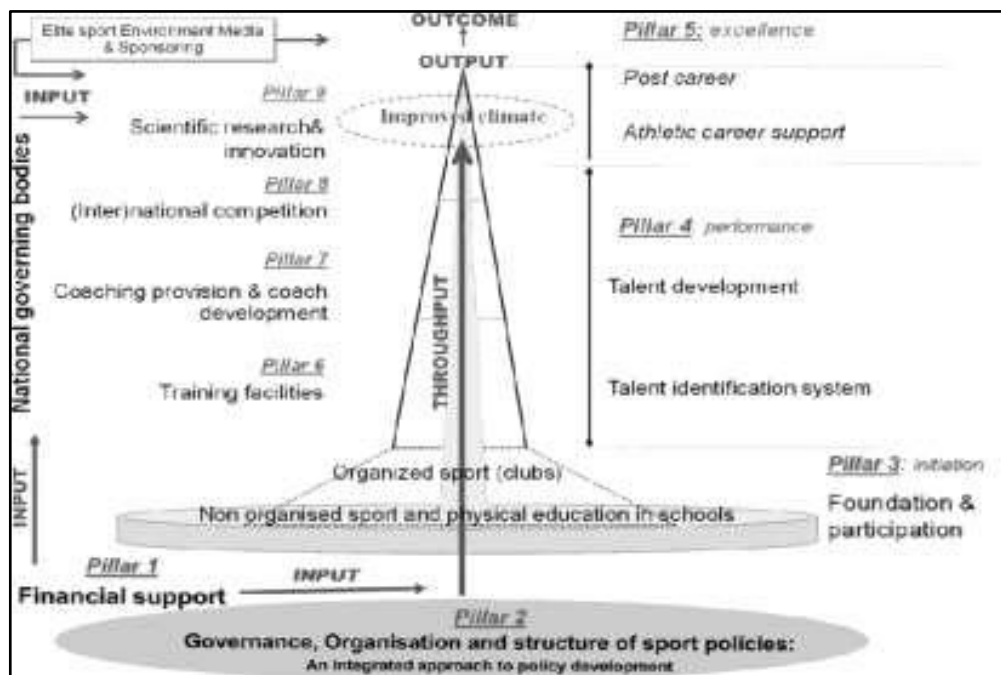 OUTCOME
Elite sport Environment Media
& Sponsoring
Pillar 5: excellence
OUTPUT
INPUT
Post career
Pillar 9
Improved climate
Scientific research&
innovation
Athletic career support
Pillar 8
(Inter)national competition
Pillar 4: performance
Pillar 7
Coaching provision & coach
development
Talent development
National governing bodies
THROUGHPUT
Pillar 6
Training facilities
Talent identification system
Organized sport (clubs)
Pillar 3: initiation
INPUT
Non organised sport and physical education in schools
Foundation &
participation
Pillar 1
INPUT
Financial support
Pillar 2
Governance, Organisation and structure of sport policies:
An integrated approach to policy development